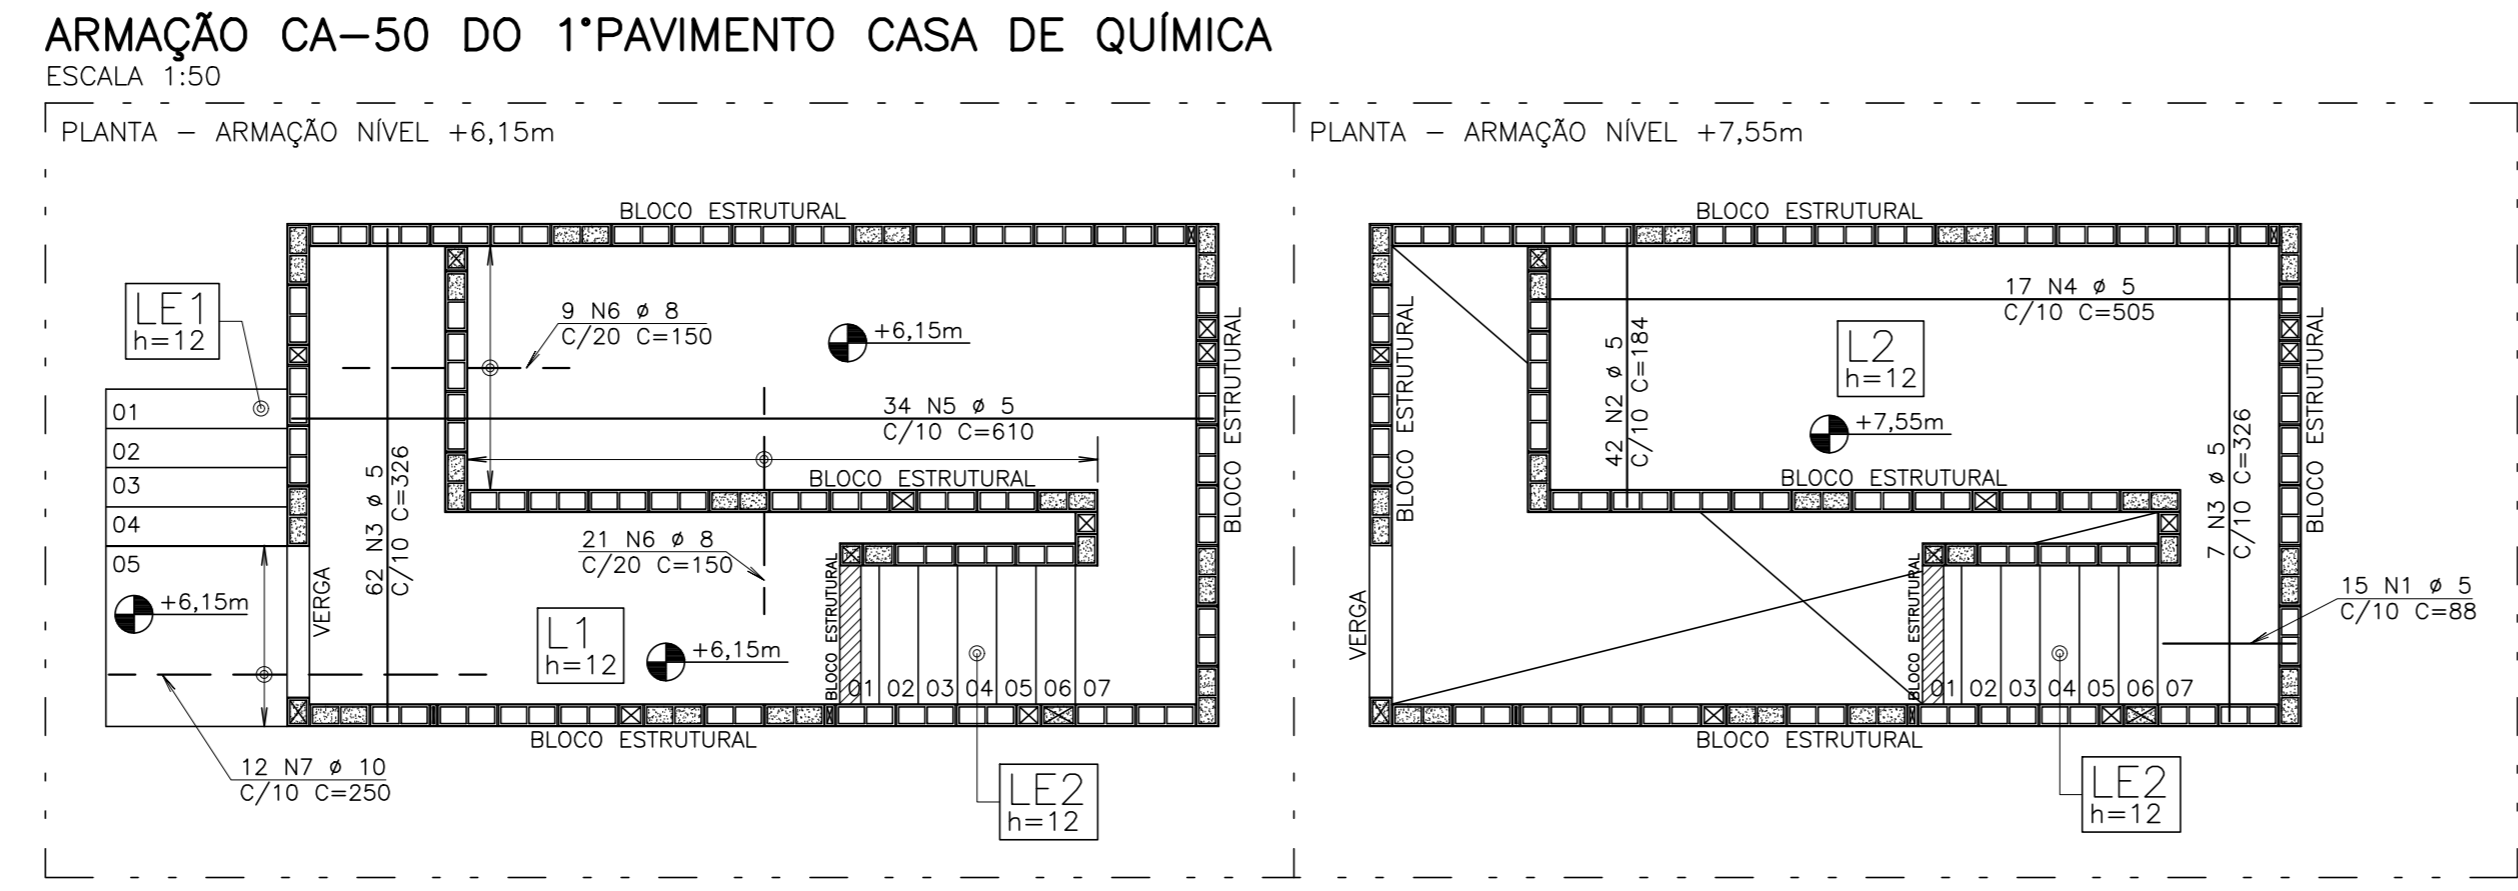 ARMAÇÃO CA-50 DO 1°PAVIMENTO CASA DE QUÍMICA
ESCALA 1:50
PLANTA - ARMAÇÃO NÍVEL +6,15m
BLOCO ESTRUTURAL
LE1
h=12
9 N6 ø 8
C/20 C=150
+6,15m
BLOCO ESTRUTURAL
01
02
03
04
05
34 N5 ø 5
C/10 C=610
62 N3 ø 5
C/10 C=326
BLOCO ESTRUTURAL
21 N6 ø 8
C/20 C=150
+6,15m
VERGA
L1
h=12
+6,15m
BLOCO ESTRUTURAL
01 02 03 04 05 06 07
BLOCO ESTRUTURAL
12 N7 ø 10
C/10 C=250
LE2
h=12
PLANTA - ARMAÇÃO NÍVEL +7,55m
BLOCO ESTRUTURAL
17 N4 ø 5
C/10 C=505
BLOCO ESTRUTURAL
42 N2 ø 5
C/10 C=184
L2
h=12
+7,55m
BLOCO ESTRUTURAL
BLOCO ESTRUTURAL
7 N3 ø 5
C/10 C=326
15 N1 ø 5
C/10 C=88
VERGA
BLOCO ESTRUTURAL
01 02 03 04 05 06 07
BLOCO ESTRUTURAL
LE2
h=12